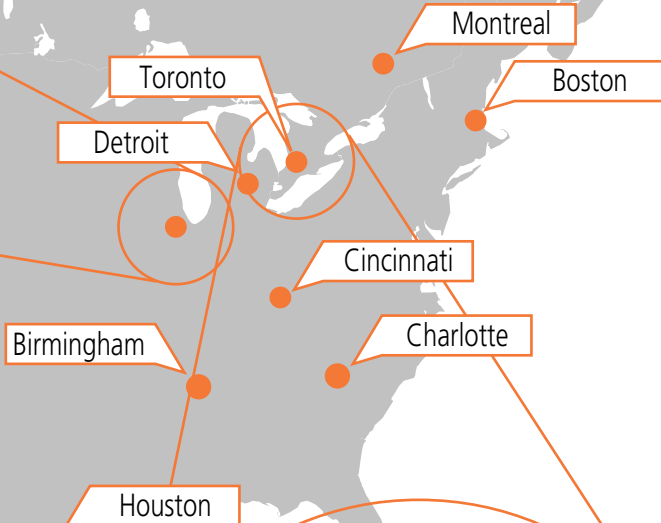 Montreal
Toronto
Boston
Detroit
Cincinnati
Charlotte
Birmingham
Houston